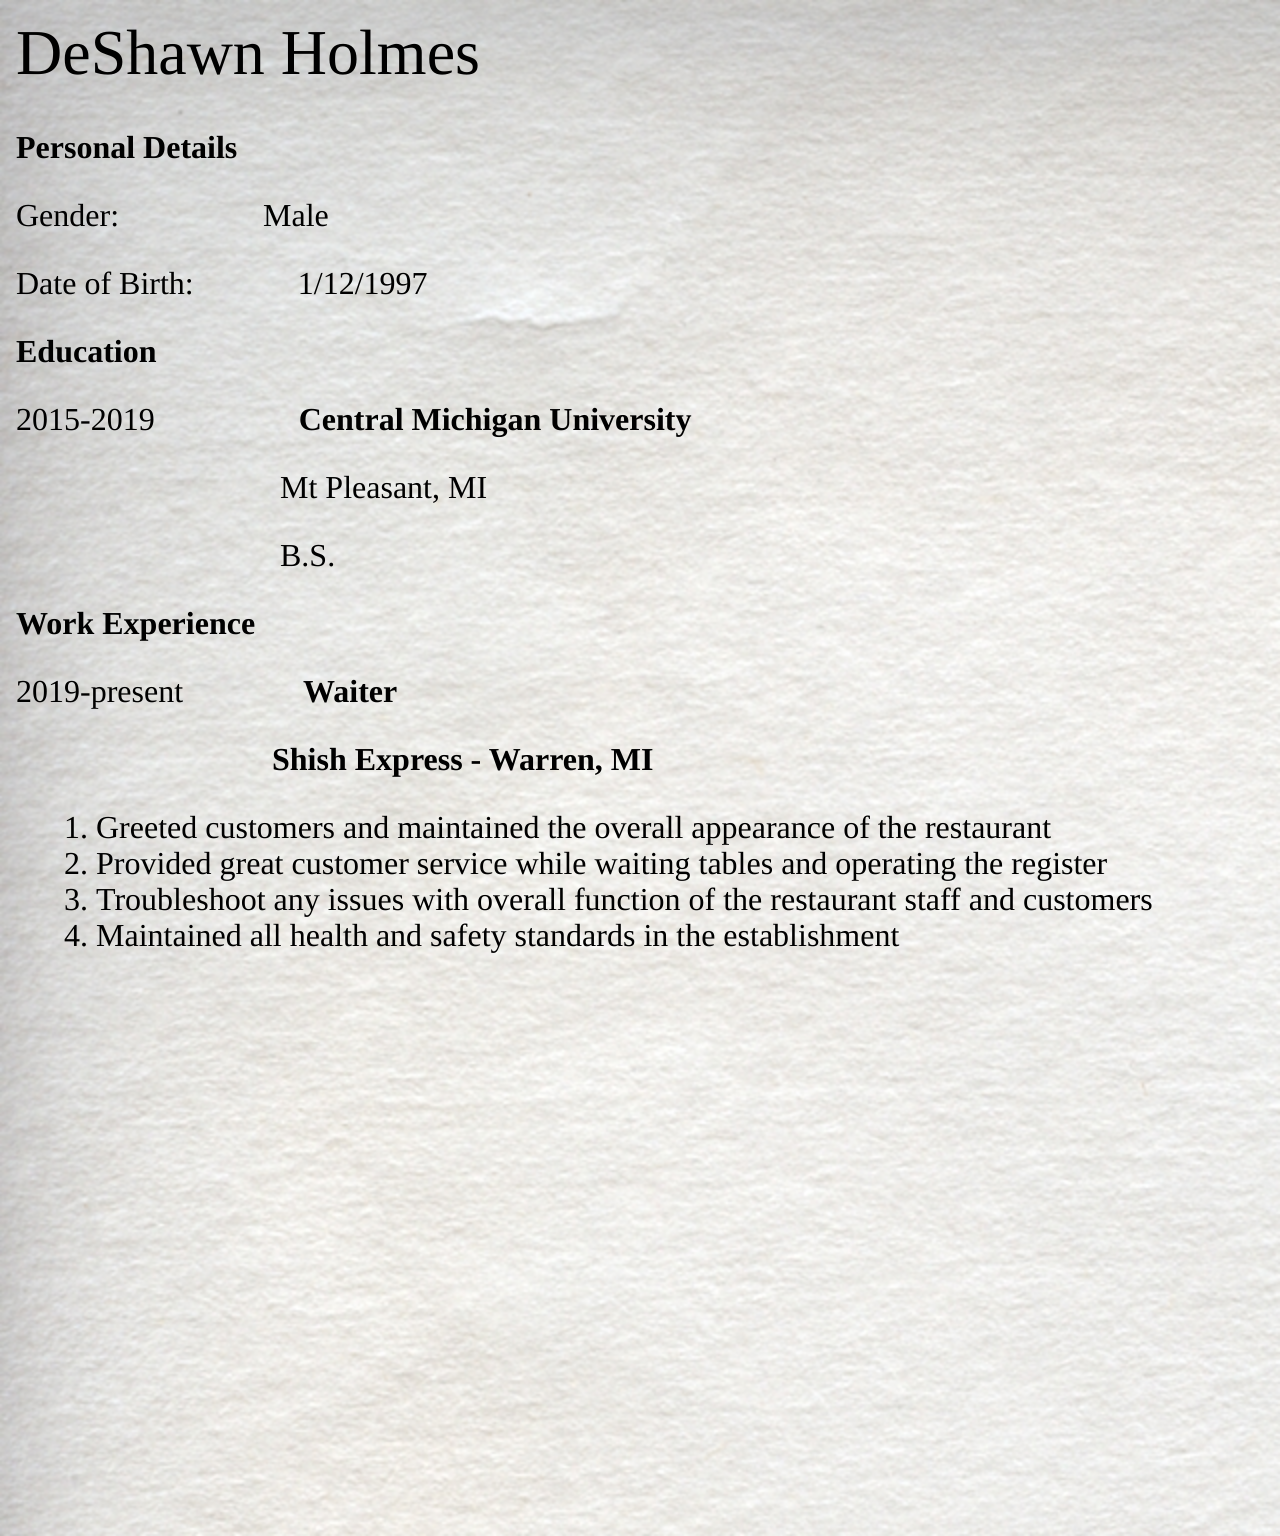 DeShawn Holmes
Personal Details
Gender: Male
Date of Birth: 1/12/1997
Education
2015-2019 Central Michigan University
Mt Pleasant, MI
B.S.
Work Experience
2019-present Waiter
Shish Express - Warren, MI
1. Greeted customers and maintained the overall appearance of the restaurant
2. Provided great customer service while waiting tables and operating the register
3. Troubleshoot any issues with overall function of the restaurant staff and customers
4. Maintained all health and safety standards in the establishment